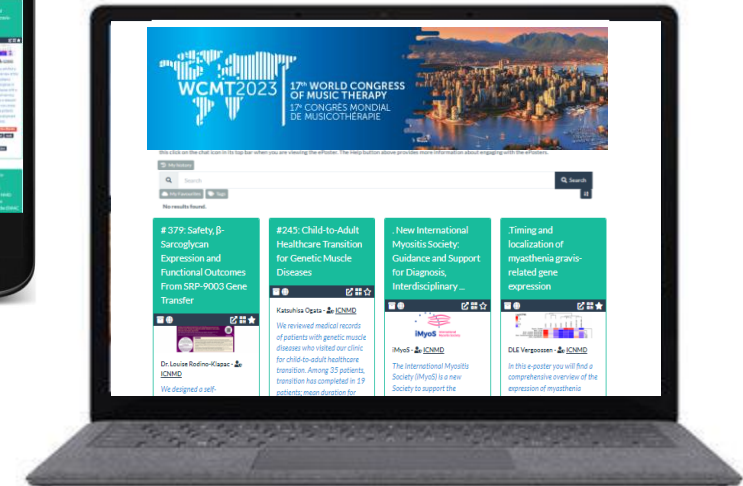 WCMT2023
17th WORLD CONGRESS
OF MUSIC THERAPY
17e CONGRÈS MONDIAL
DE MUSICOTHÉRAPIE
this click on the chat icon in its top bar when you are viewing the ePoster. The Help button above provides more information about engaging with the ePosters.
My Notes
Search
Search
My Favourites
Tags
No results found.
# 379: Safety, β-
Sarcoglycan
Expression and
Functional Outcomes
From SRP-9003 Gene
Transfer
Dr. Louise Rodino-Klapac -
ICNMD
We designed a self-
#245: Child-to-Adult
Healthcare Transition
for Genetic Muscle
Diseases
Katsuhisa Ogata - ICNMD
We reviewed medical records
of patients with genetic muscle
diseases who visited our clinic
for child-to-adult healthcare
transition. Among 35 patients,
transition has completed in 19
patients; mean duration for
. New International
Myositis Society:
Guidance and Support
for Diagnosis,
Interdisciplinary ...
iMyoS
iMyoS - ICNMD
The International Myositis
Society (iMyoS) is a new
Society to support the
.Timing and
localization of
myasthenia gravis-
related gene
expression
DLE Vergoossen - ICNMD
In this e-poster you will find a
comprehensive overview of the
expression of myasthenia